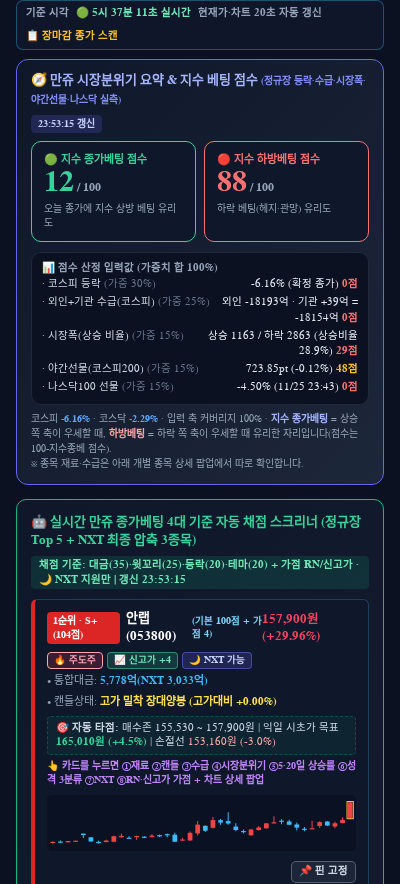 기준 시각 🟢 5시 37분 11초 실시간 현재가·차트 20초 자동 갱신
📋 장마감 종가 스캔
🧭 만쥬 시장분위기 요약 & 지수 베팅 점수 (정규장 등락·수급·시장폭·
야간선물·나스닥 실측)
23:53:15 갱신
🟢 지수 종가베팅 점수
12 / 100
오늘 종가에 지수 상방 베팅 유리
도
🔴 지수 하방베팅 점수
88 / 100
하락 베팅(헤지·관망) 유리도
📊 점수 산정 입력값 (가중치 합 100%)
· 코스피 등락 (가중 30%) -6.16% (확정 종가) 0점
· 외인+기관 수급(코스피) (가중 25%) 외인 -18193억 · 기관 +39억 =
-18154억 0점
· 시장폭(상승 비율) (가중 15%) 상승 1163 / 하락 2863 (상승비율
28.9%) 29점
· 야간선물(코스피200) (가중 15%) 723.85pt (-0.12%) 48점
· 나스닥100 선물 (가중 15%) -4.50% (11/25 23:43) 0점
코스피 -6.16% · 코스닥 -2.29% · 입력 축 커버리지 100% · 지수 종가베팅 = 상승
쪽 축이 우세할 때, 하방베팅 = 하락 쪽 축이 우세할 때 유리한 자리입니다(점수는
100-지수종베 점수).
※ 종목 재료·수급은 아래 개별 종목 상세 팝업에서 따로 확인합니다.
🤖 실시간 만쥬 종가베팅 4대 기준 자동 채점 스크리너 (정규장
Top 5 + NXT 최종 압축 3종목)
채점 기준: 대금(35)·윗꼬리(25)·등락(20)·테마(20) + 가점 RN/신고가 ·
🌙 NXT 지원만 | 갱신 23:53:15
1순위 · S+
(104점)
안랩
(053800)
(기본 100점 + 가
점 4)
157,900원
(+29.96%)
🔥 주도주 📈 신고가 +4 🌙 NXT 가능
▪ 통합대금: 5,778억(NXT 3,033억)
▪ 캔들상태: 고가 밀착 장대양봉 (고가대비 +0.00%)
🎯 자동 타점: 매수존 155,530 ~ 157,900원 | 익일 시초가 목표
165,010원 (+4.5%) | 손절선 153,160원 (-3.0%)
👆 카드를 누르면 ①재료 ②캔들 ③수급 ④시장분위기 ⑤5·20일 상승률 ⑥성
격 3분류 ⑦NXT ⑧RN·신고가 가점 + 차트 상세 팝업
📌 핀 고정